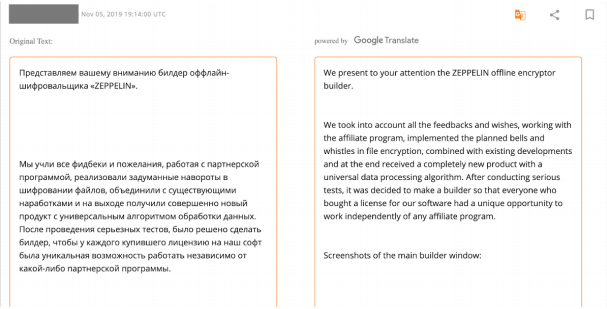 Nov 05, 2019 19:14:00 UTC
Original Text:
powered by Google Translate
Представляем вашему вниманию билдер оффлайн-
шифровальщика «ZEPPELIN».
Мы учли все фидбеки и пожелания, работая с партнерской
программой, реализовали задуманные навороты в
шифровании файлов, объединили с существующими
наработками и на выходе получили совершенно новый
продукт с универсальным алгоритмом обработки данных.
После проведения серьезных тестов, было решено сделать
билдер, чтобы у каждого купившего лицензию на наш софт
была уникальная возможность работать независимо от
какой-либо партнерской программы.
We present to your attention the ZEPPELIN offline encryptor
builder.
We took into account all the feedbacks and wishes, working with
the affiliate program, implemented the planned bells and
whistles in file encryption, combined with existing developments
and at the end received a completely new product with a
universal data processing algorithm. After conducting serious
tests, it was decided to make a builder so that everyone who
bought a license for our software had a unique opportunity to
work independently of any affiliate program.
Screenshots of the main builder window: